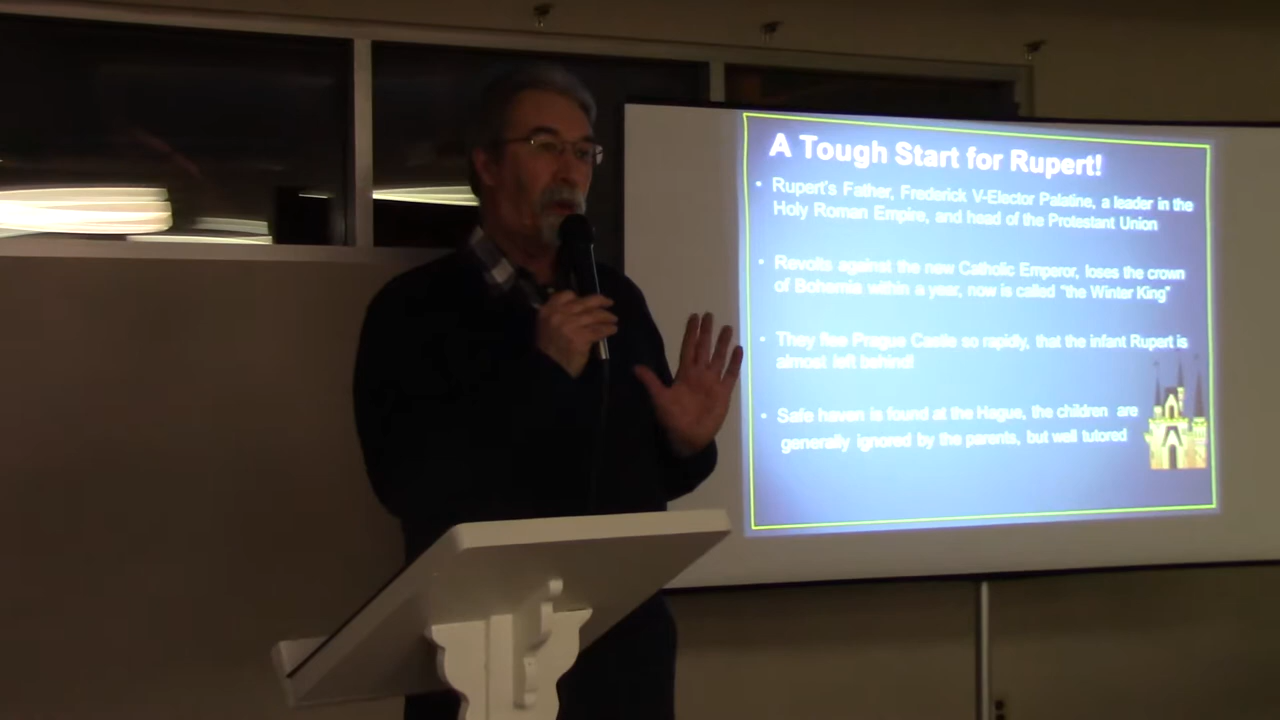 A Tough Start for Rupert!
• Rupert's Father, Frederick V-Elector Palatine, a leader in the
Holy Roman Empire, and head of the Protestant Union
• Revolts against the new Catholic Emperor, loses the crown
of Bohemia within a year, now is called "the Winter King"
• They flee Prague Castle so rapidly, that the infant Rupert is
almost left behind!
• Safe haven is found at the Hague, the children are
generally ignored by the parents, but well tutored